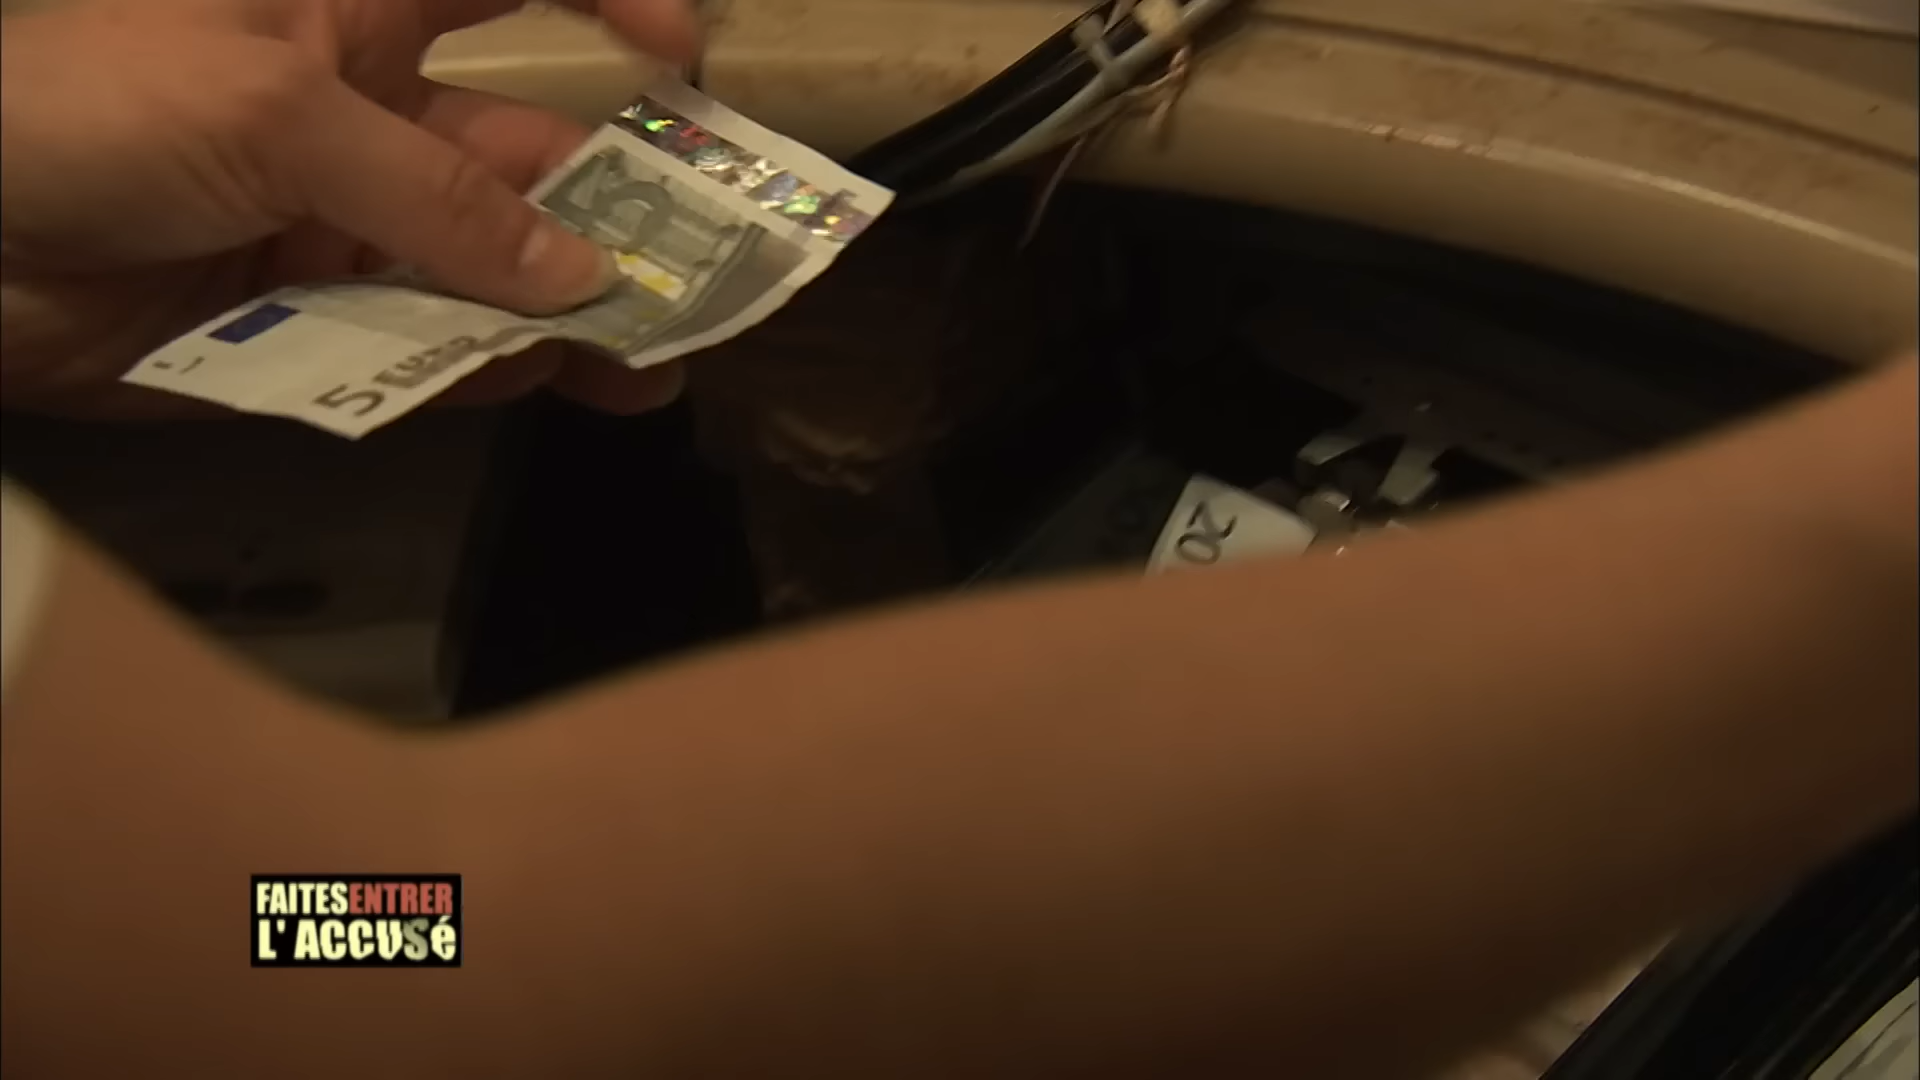 5
5 EURO
20
FAITES ENTRER
L'ACCUSÉ